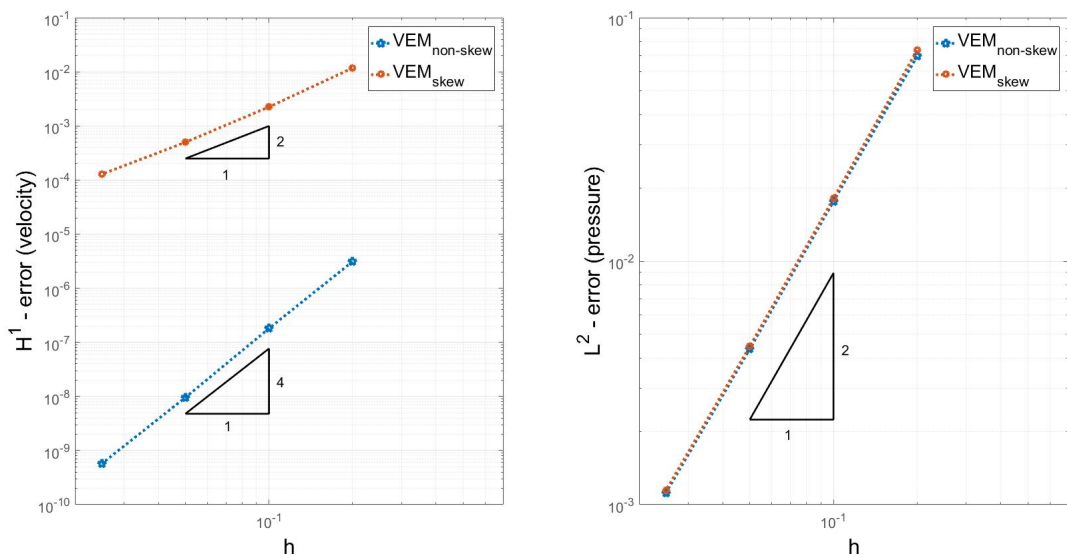 10^-1
10^-2
10^-3
10^-4
10^-5
10^-6
10^-7
10^-8
10^-9
10^-10
H^1 - error (velocity)
VEM_non-skew
VEM_skew
2
1
4
1
10^-1
h
10^-1
10^-2
10^-3
L^2 - error (pressure)
VEM_non-skew
VEM_skew
2
1
10^-1
h